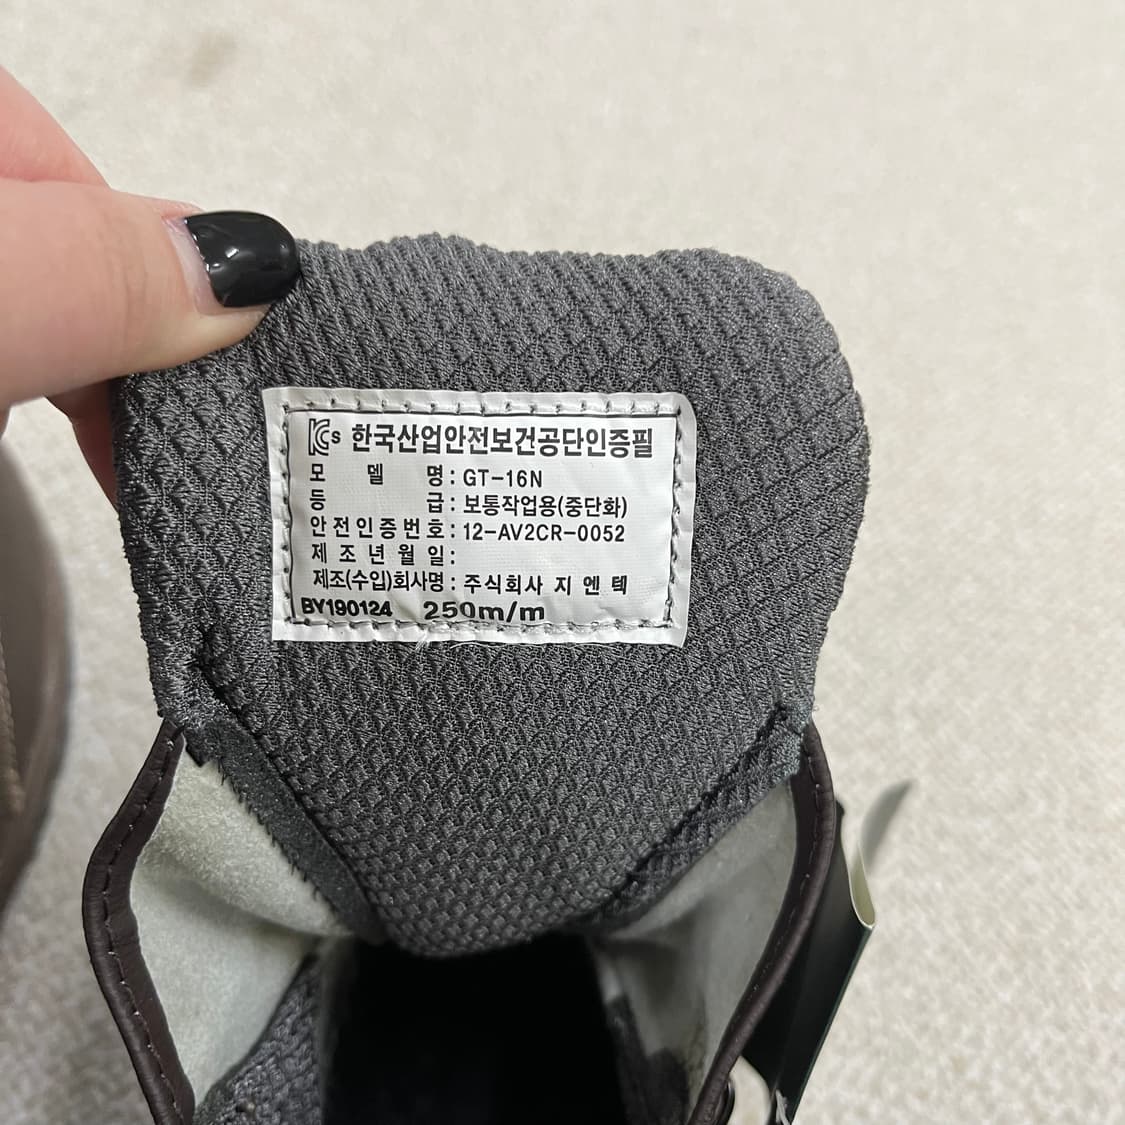 KCs 한국산업안전보건공단인증필
모 델 명 : GT-16N
등 급 : 보통작업용(중단화)
안전인증번호 : 12-AV2CR-0052
제 조 년 월 일 :
제조(수입)회사명 : 주식회사 지 엔 텍
BY190124 250m/m